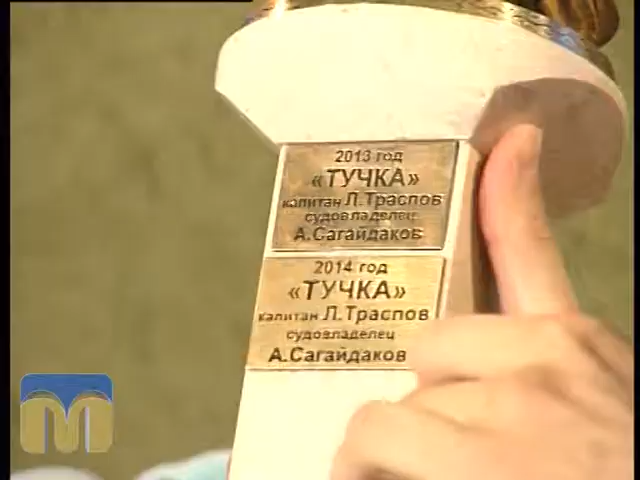 2013 год
«ТУЧКА»
капитан Л.Траспов
судовладелец
А.Сагайдаков
2014 год
«ТУЧКА»
капитан Л.Траспов
судовладелец
А.Сагайдаков
М